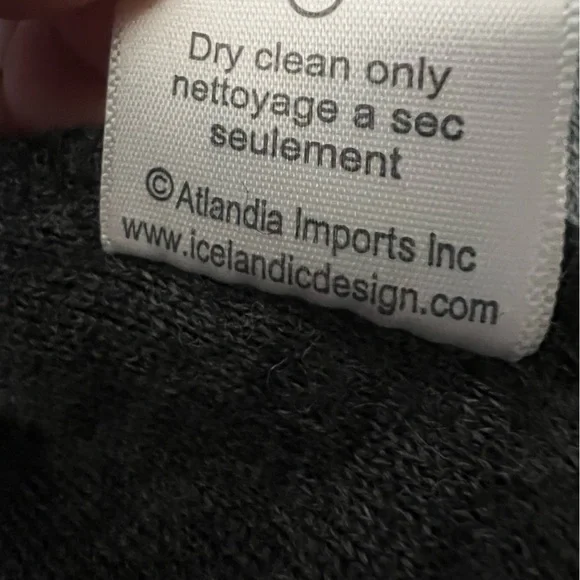 Dry clean only
nettoyage a sec
seulement
©Atlandia Imports Inc
www.icelandicdesign.com